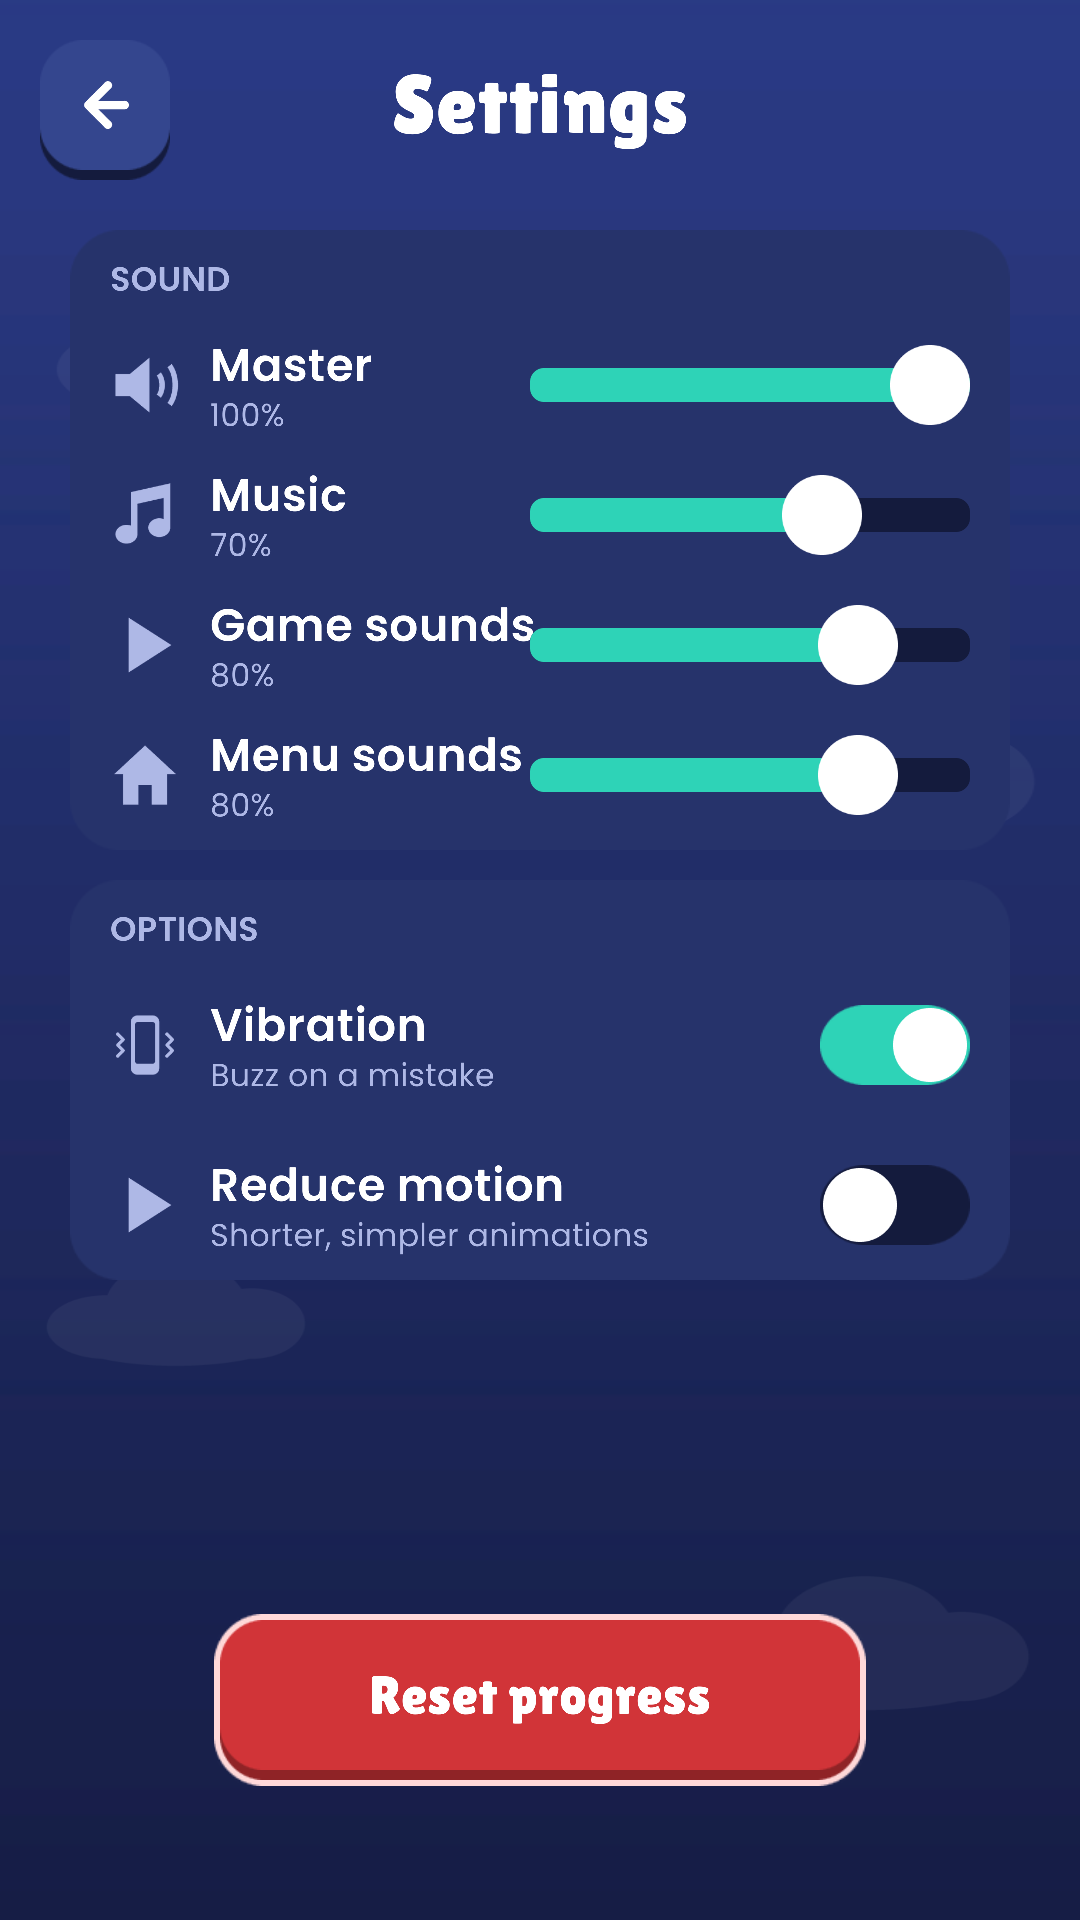 Settings
SOUND
Master
100%
Music
70%
Game sounds
80%
Menu sounds
80%
OPTIONS
Vibration
Buzz on a mistake
Reduce motion
Shorter, simpler animations
Reset progress